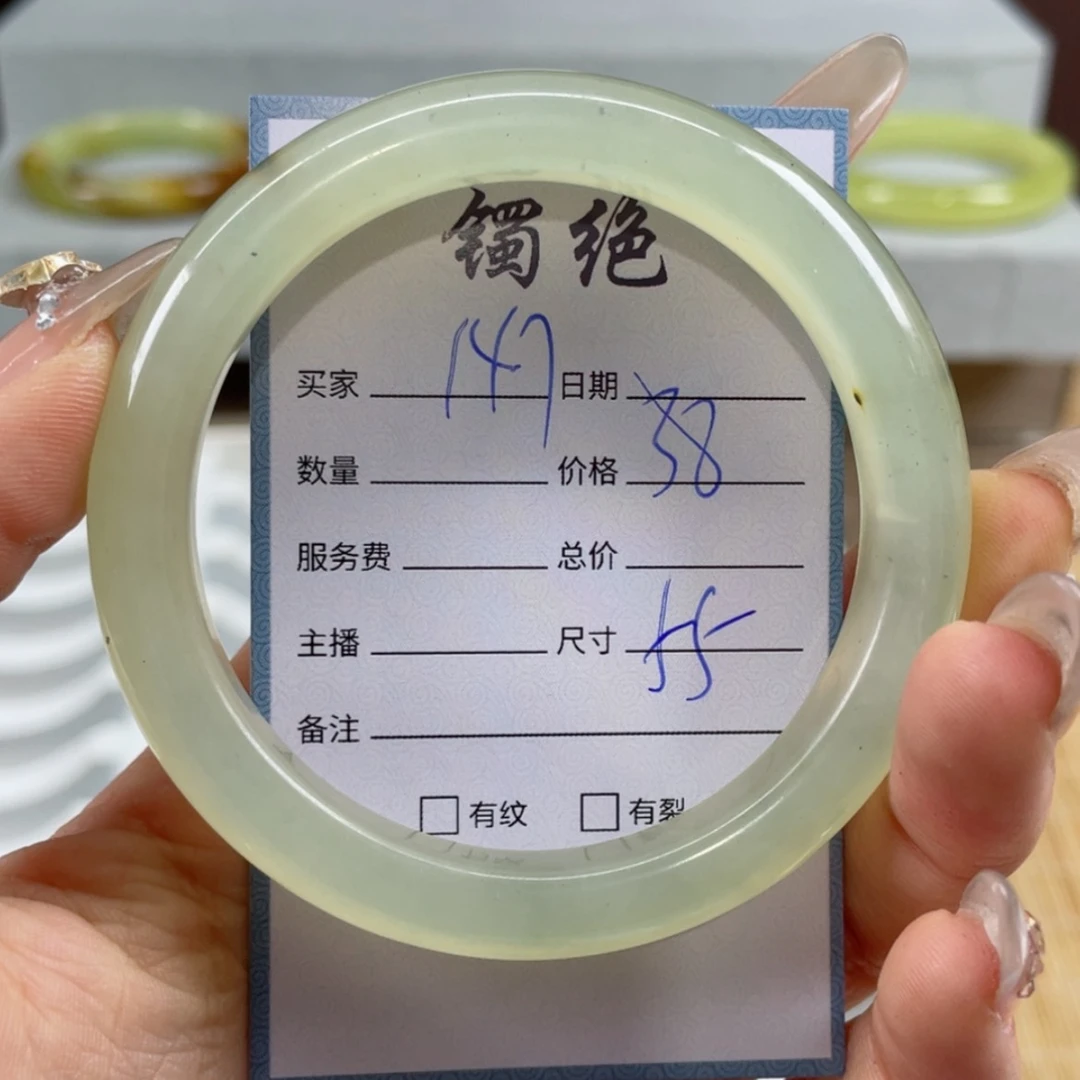 镯绝
买家 147 日期
数量 价格 38
服务费 总价
主播 尺寸 55
备注
□有纹 □有裂